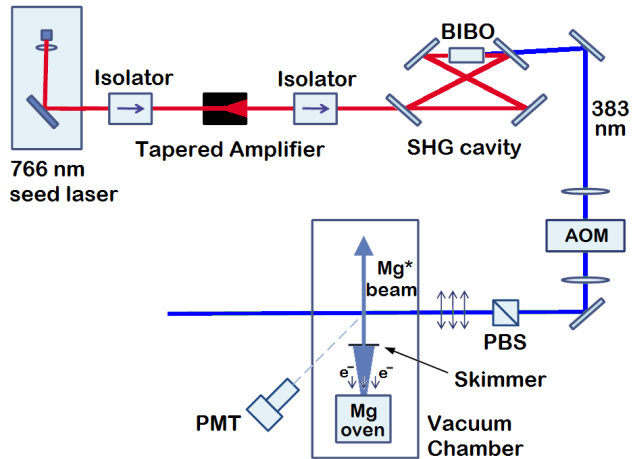 BIBO
Isolator
Isolator
Tapered Amplifier
SHG cavity
383
nm
766 nm
seed laser
AOM
Mg*
beam
PBS
e⁻
e⁻
Skimmer
PMT
Mg
oven
Vacuum
Chamber